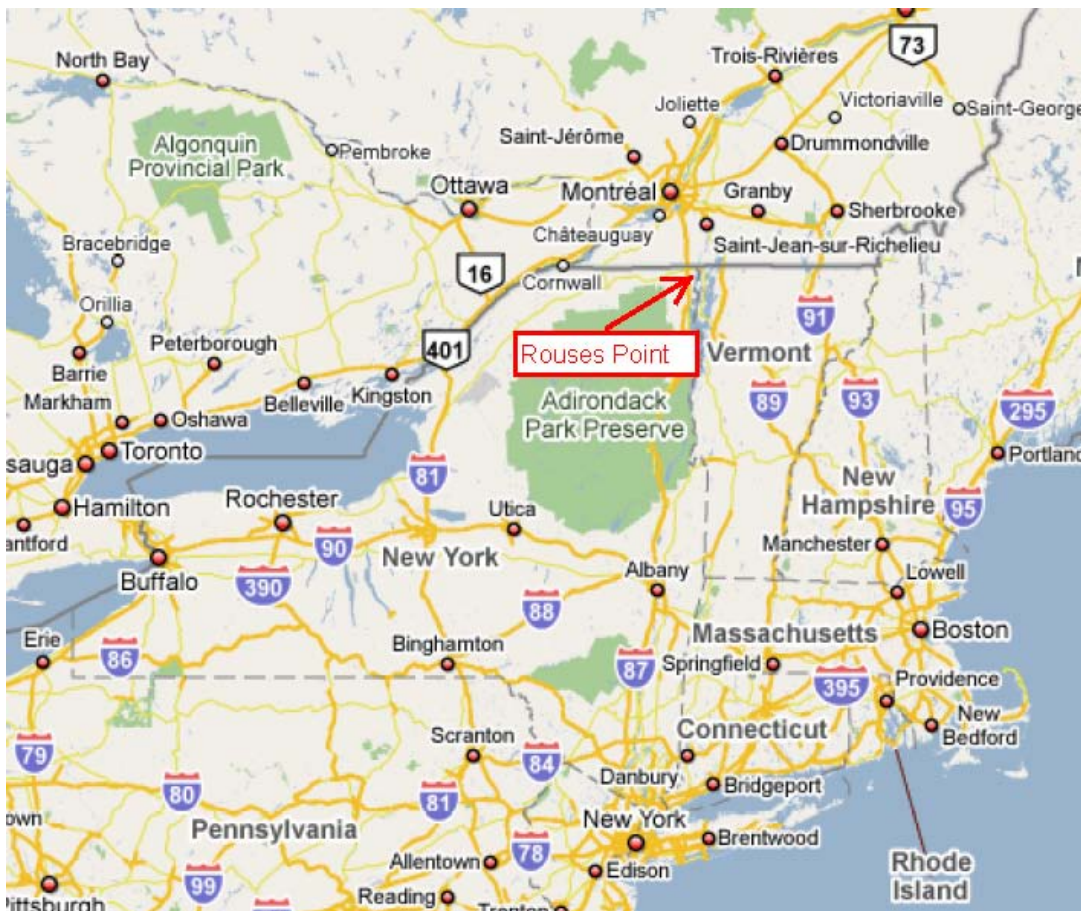 73
North Bay
Trois-Rivières
Joliette
Victoriaville
Saint-George
Algonquin
Provincial Park
Pembroke
Saint-Jérôme
Drummondville
Ottawa
Montréal
Granby
Sherbrooke
Châteauguay
Saint-Jean-sur-Richelieu
Bracebridge
16
Cornwall
Orillia
91
401
Rouses Point
Vermont
Peterborough
Barrie
Belleville
Kingston
89
93
Markham
Oshawa
Adirondack
Park Preserve
295
Toronto
Portland
ssauga
81
New
Hampshire
Hamilton
Rochester
Utica
95
antford
90
New York
Manchester
Buffalo
390
Albany
Lowell
88
Erie
86
Binghamton
Massachusetts
Boston
87
Springfield
395
Providence
New
Bedford
Connecticut
79
Scranton
84
Danbury
80
81
Bridgeport
own
Pennsylvania
New York
Brentwood
Allentown
78
Edison
Rhode
Island
99
Reading
Pittsburgh
Trenton